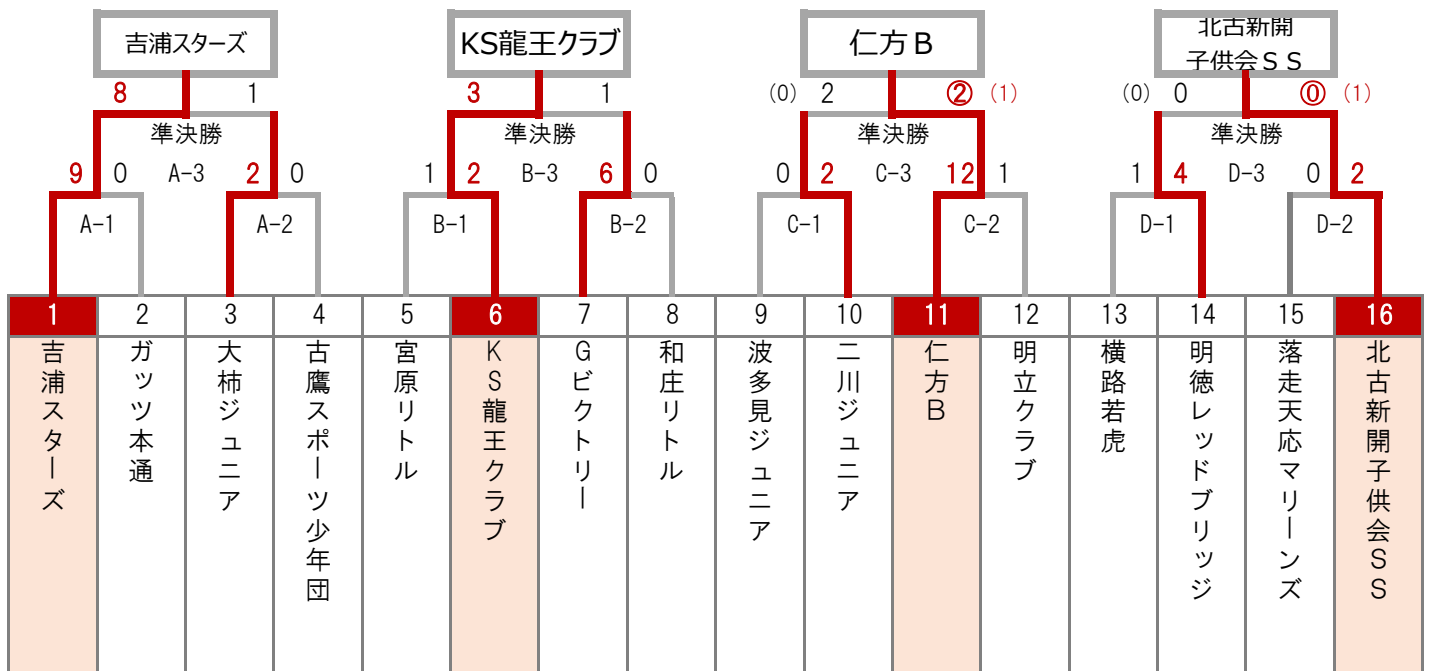 吉浦スターズ KS龍王クラブ 仁方B 北古新開
子供会SS
8 1 3 1 (0) 2 ② (1) (0) 0 ⓪ (1)
準決勝 準決勝 準決勝 準決勝
9 0 A-3 2 0 1 2 B-3 6 0 0 2 C-3 12 1 1 4 D-3 0 2
A-1 A-2 B-1 B-2 C-1 C-2 D-1 D-2
1 2 3 4 5 6 7 8 9 10 11 12 13 14 15 16
吉浦スターズ
ガッツ本通
大柿ジュニア
古鷹スポーツ少年団
宮原リトル
KS龍王クラブ
Gビクトリー
和庄リトル
波多見ジュニア
二川ジュニア
仁方B
明立クラブ
横路若虎
明徳レッドブリッジ
落走天応マリーンズ
北古新開子供会SS